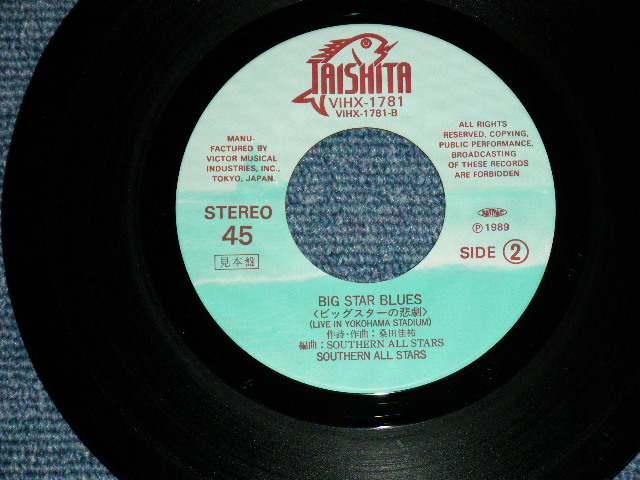 TAISHITA
VIHX-1781
VIHX-1781-B
MANU-
FACTURED BY
VICTOR MUSICAL
INDUSTRIES, INC.,
TOKYO, JAPAN.
ALL RIGHTS
RESERVED, COPYING,
PUBLIC PERFORMANCE,
BROADCASTING
OF THESE RECORDS
ARE FORBIDDEN
STEREO
45
見本盤
Ⓟ1989
SIDE ②
BIG STAR BLUES
〈ビッグスターの悲劇〉
(LIVE IN YOKOHAMA STADIUM)
作詩・作曲：桑田佳祐
編曲：SOUTHERN ALL STARS
SOUTHERN ALL STARS